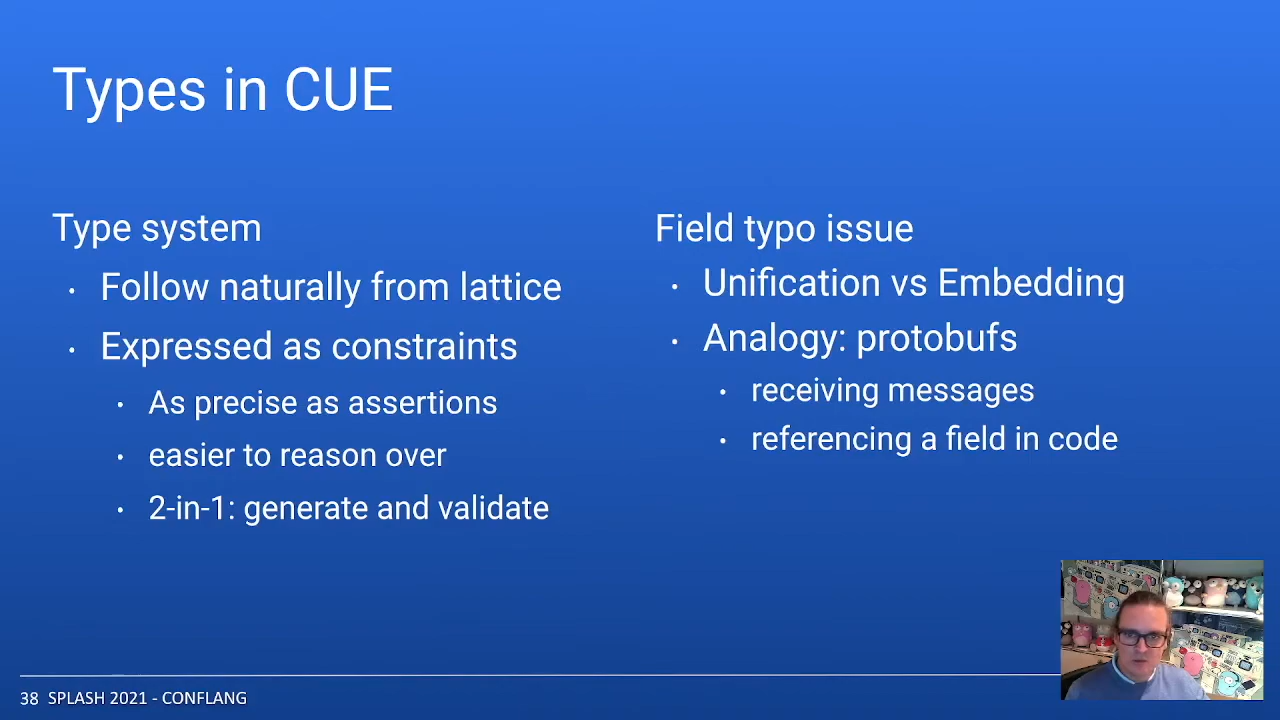 Types in CUE
Type system
· Follow naturally from lattice
· Expressed as constraints
· As precise as assertions
· easier to reason over
· 2-in-1: generate and validate
Field typo issue
· Unification vs Embedding
· Analogy: protobufs
· receiving messages
· referencing a field in code
38 SPLASH 2021 - CONFLANG